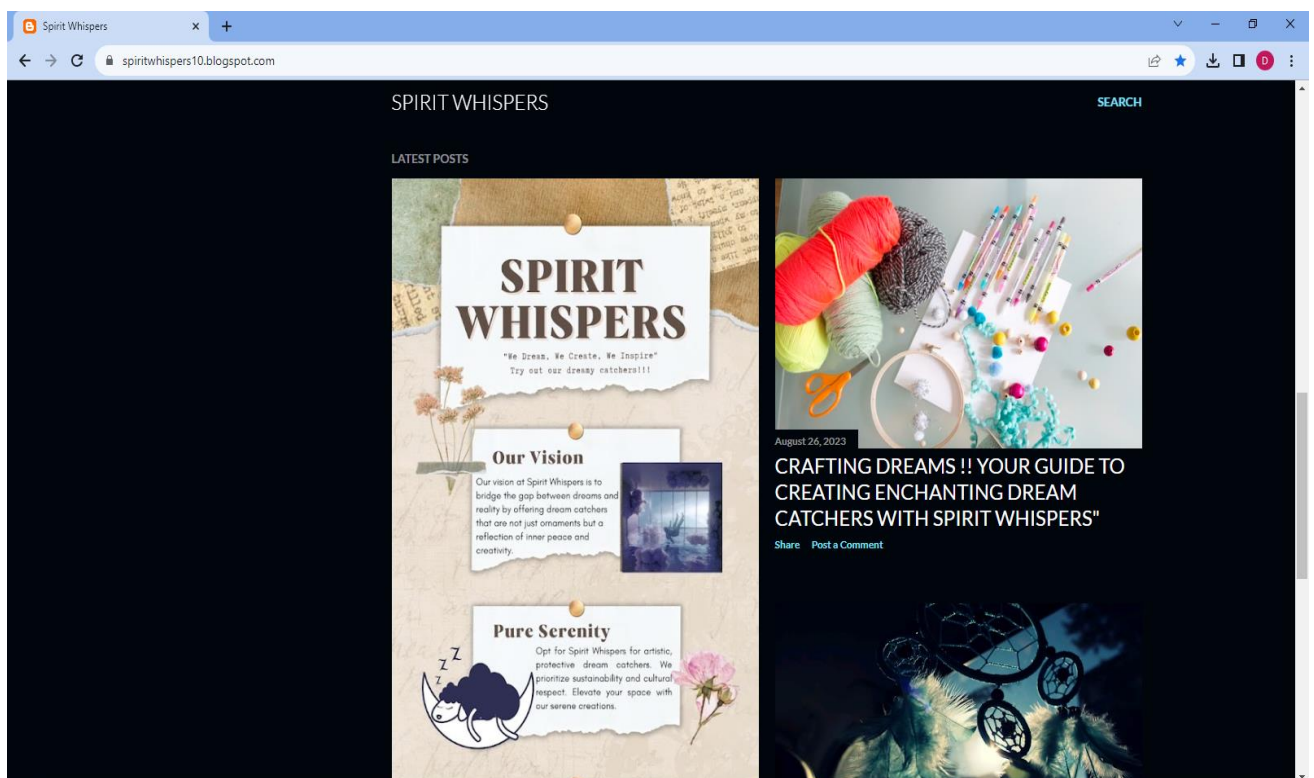 Spirit Whispers
spiritwhispers10.blogspot.com
D
SPIRIT WHISPERS
SEARCH
LATEST POSTS
SPIRIT
WHISPERS
"We Dream, We Create, We Inspire"
Try out our dreamy catchers!!!
Our Vision
Our vision at Spirit Whispers is to
bridge the gap between dreams and
reality by offering dream catchers
that are not just ornaments but a
reflection of inner peace and
creativity.
Pure Serenity
Z
Z
Z
Opt for Spirit Whispers for artistic,
protective dream catchers. We
prioritize sustainability and cultural
respect. Elevate your space with
our serene creations.
August 26, 2023
CRAFTING DREAMS !! YOUR GUIDE TO
CREATING ENCHANTING DREAM
CATCHERS WITH SPIRIT WHISPERS"
Share Post a Comment